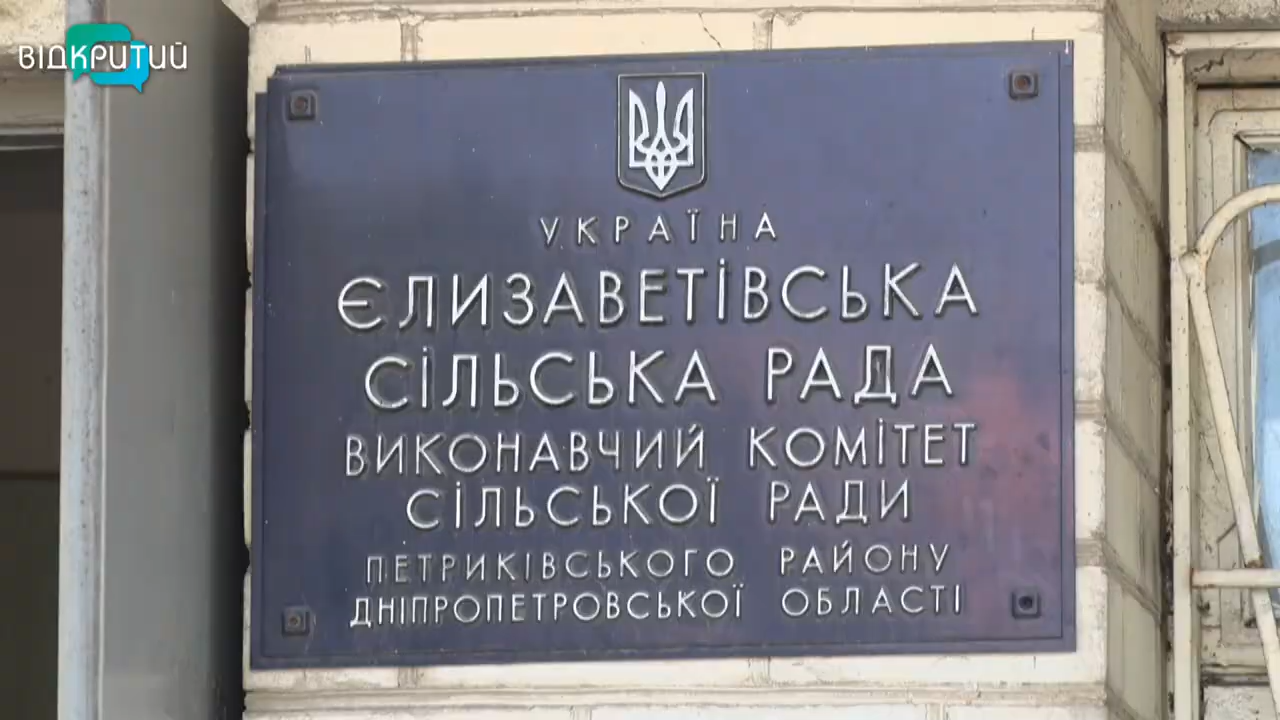 ВІДКРИТИЙ
УКРАЇНА
ЄЛИЗАВЕТІВСЬКА
СІЛЬСЬКА РАДА
ВИКОНАВЧИЙ КОМІТЕТ
СІЛЬСЬКОЇ РАДИ
ПЕТРИКІВСЬКОГО РАЙОНУ
ДНІПРОПЕТРОВСЬКОЇ ОБЛАСТІ